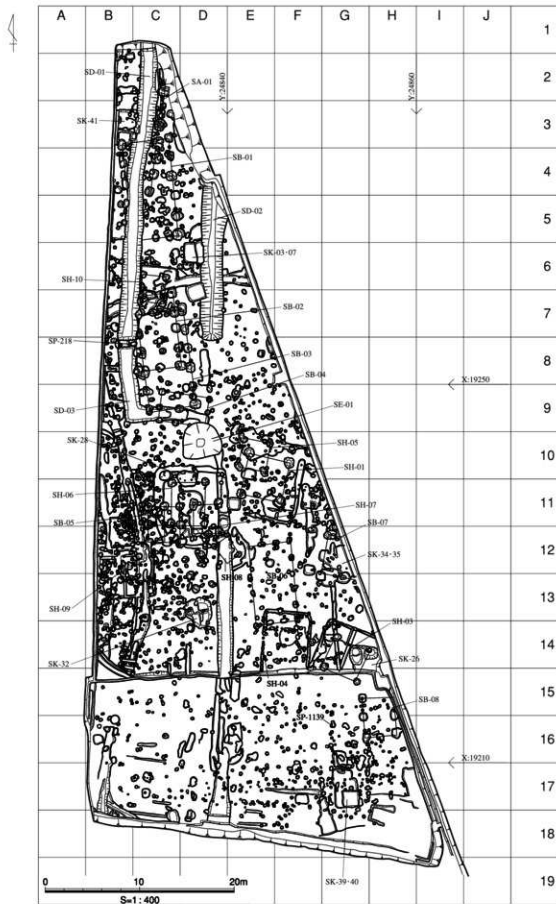 A B C D E F G H I J
1
2
SD-01
SA-01
Y:24840
Y:24860
SK-41
3
SB-01
4
SD-02
5
SK-03・07
6
SH-10
7
SB-02
SP-218
8
SB-03
SB-04
X:19250
SD-03
9
SE-01
SK-28
SH-05
10
SH-01
SH-06
11
SH-07
SB-05
SB-07
12
SK-34・35
SH-08
SB-06
SH-09
13
SH-03
14
SK-32
SK-26
SH-04
15
SB-08
SP-1139
16
X:19210
17
18
0 10 20m
S=1 : 400
SK-39・40
19